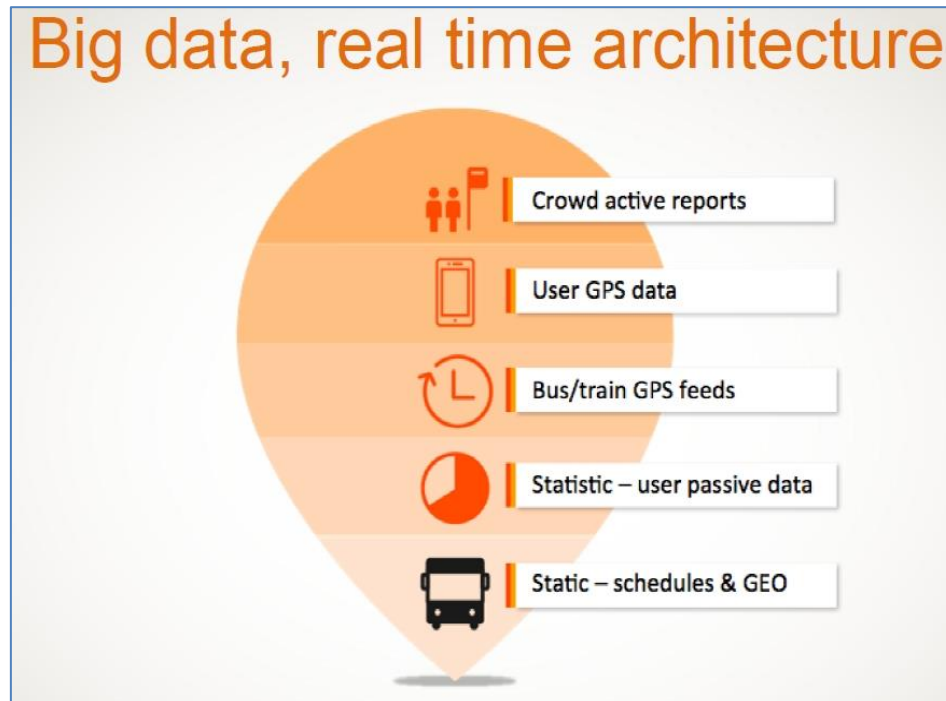 Big data, real time architecture
Crowd active reports
User GPS data
Bus/train GPS feeds
Statistic – user passive data
Static – schedules & GEO